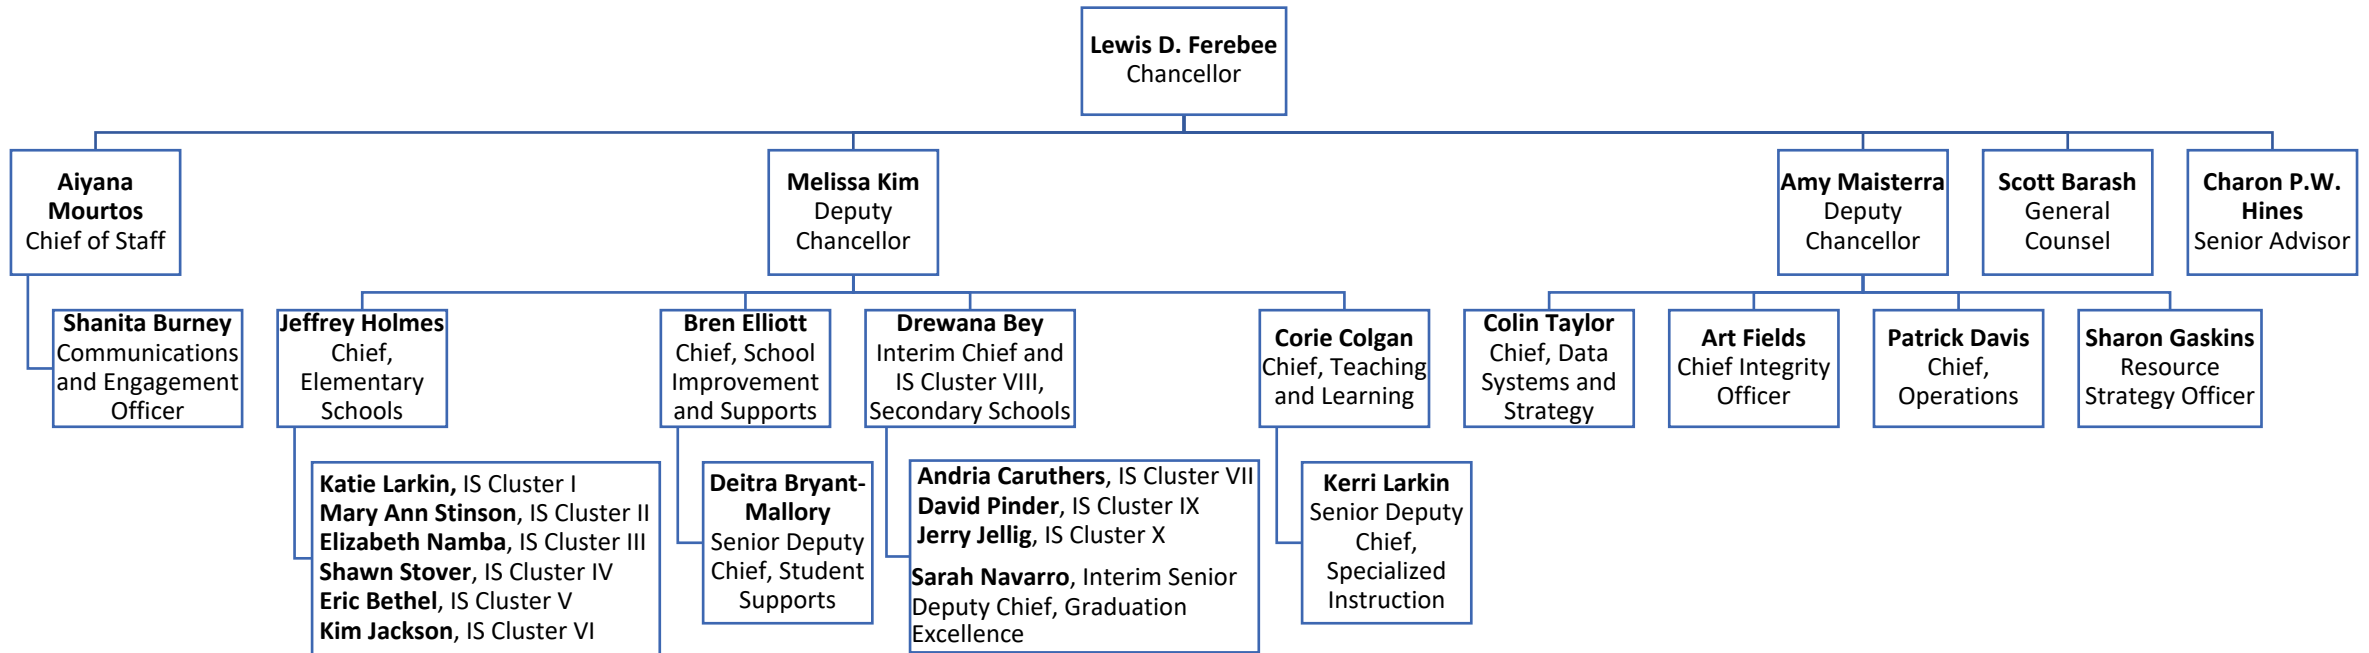 Lewis D. Ferebee
Chancellor
Aiyana
Mourtos
Chief of Staff
Melissa Kim
Deputy
Chancellor
Amy Maisterra
Deputy
Chancellor
Scott Barash
General
Counsel
Charon P.W.
Hines
Senior Advisor
Shanita Burney
Communications
and Engagement
Officer
Jeffrey Holmes
Chief,
Elementary
Schools
Bren Elliott
Chief, School
Improvement
and Supports
Drewana Bey
Interim Chief and
IS Cluster VIII,
Secondary Schools
Corie Colgan
Chief, Teaching
and Learning
Colin Taylor
Chief, Data
Systems and
Strategy
Art Fields
Chief Integrity
Officer
Patrick Davis
Chief,
Operations
Sharon Gaskins
Resource
Strategy Officer
Katie Larkin, IS Cluster I
Mary Ann Stinson, IS Cluster II
Elizabeth Namba, IS Cluster III
Shawn Stover, IS Cluster IV
Eric Bethel, IS Cluster V
Kim Jackson, IS Cluster VI
Deitra Bryant-
Mallory
Senior Deputy
Chief, Student
Supports
Andria Caruthers, IS Cluster VII
David Pinder, IS Cluster IX
Jerry Jellig, IS Cluster X
Sarah Navarro, Interim Senior
Deputy Chief, Graduation
Excellence
Kerri Larkin
Senior Deputy
Chief,
Specialized
Instruction